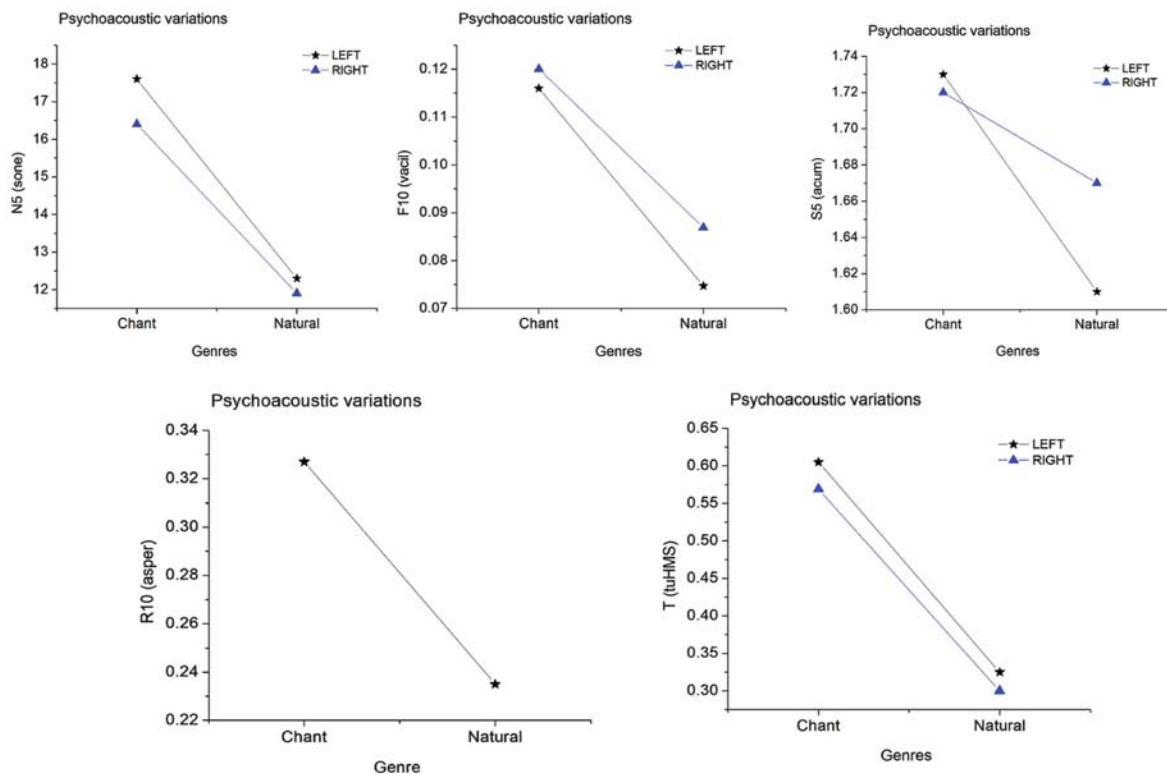 Psychoacoustic variations
LEFT
RIGHT
18
17
16
15
14
13
12
N5 (sone)
Chant
Natural
Genres
Psychoacoustic variations
LEFT
RIGHT
0.12
0.11
0.10
0.09
0.08
0.07
F10 (vacil)
Chant
Natural
Genres
Psychoacoustic variations
LEFT
RIGHT
1.74
1.72
1.70
1.68
1.66
1.64
1.62
1.60
S5 (acum)
Chant
Natural
Genres
Psychoacoustic variations
0.34
0.32
0.30
0.28
0.26
0.24
0.22
R10 (asper)
Chant
Natural
Genre
Psychoacoustic variations
LEFT
RIGHT
0.65
0.60
0.55
0.50
0.45
0.40
0.35
0.30
T (tuHMS)
Chant
Natural
Genres